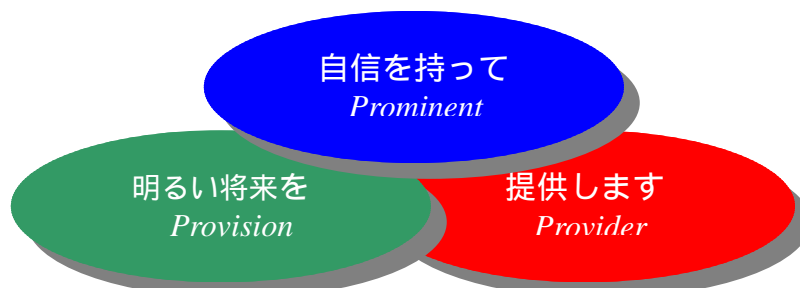 自信を持って
Prominent
明るい将来を
Provision
提供します
Provider